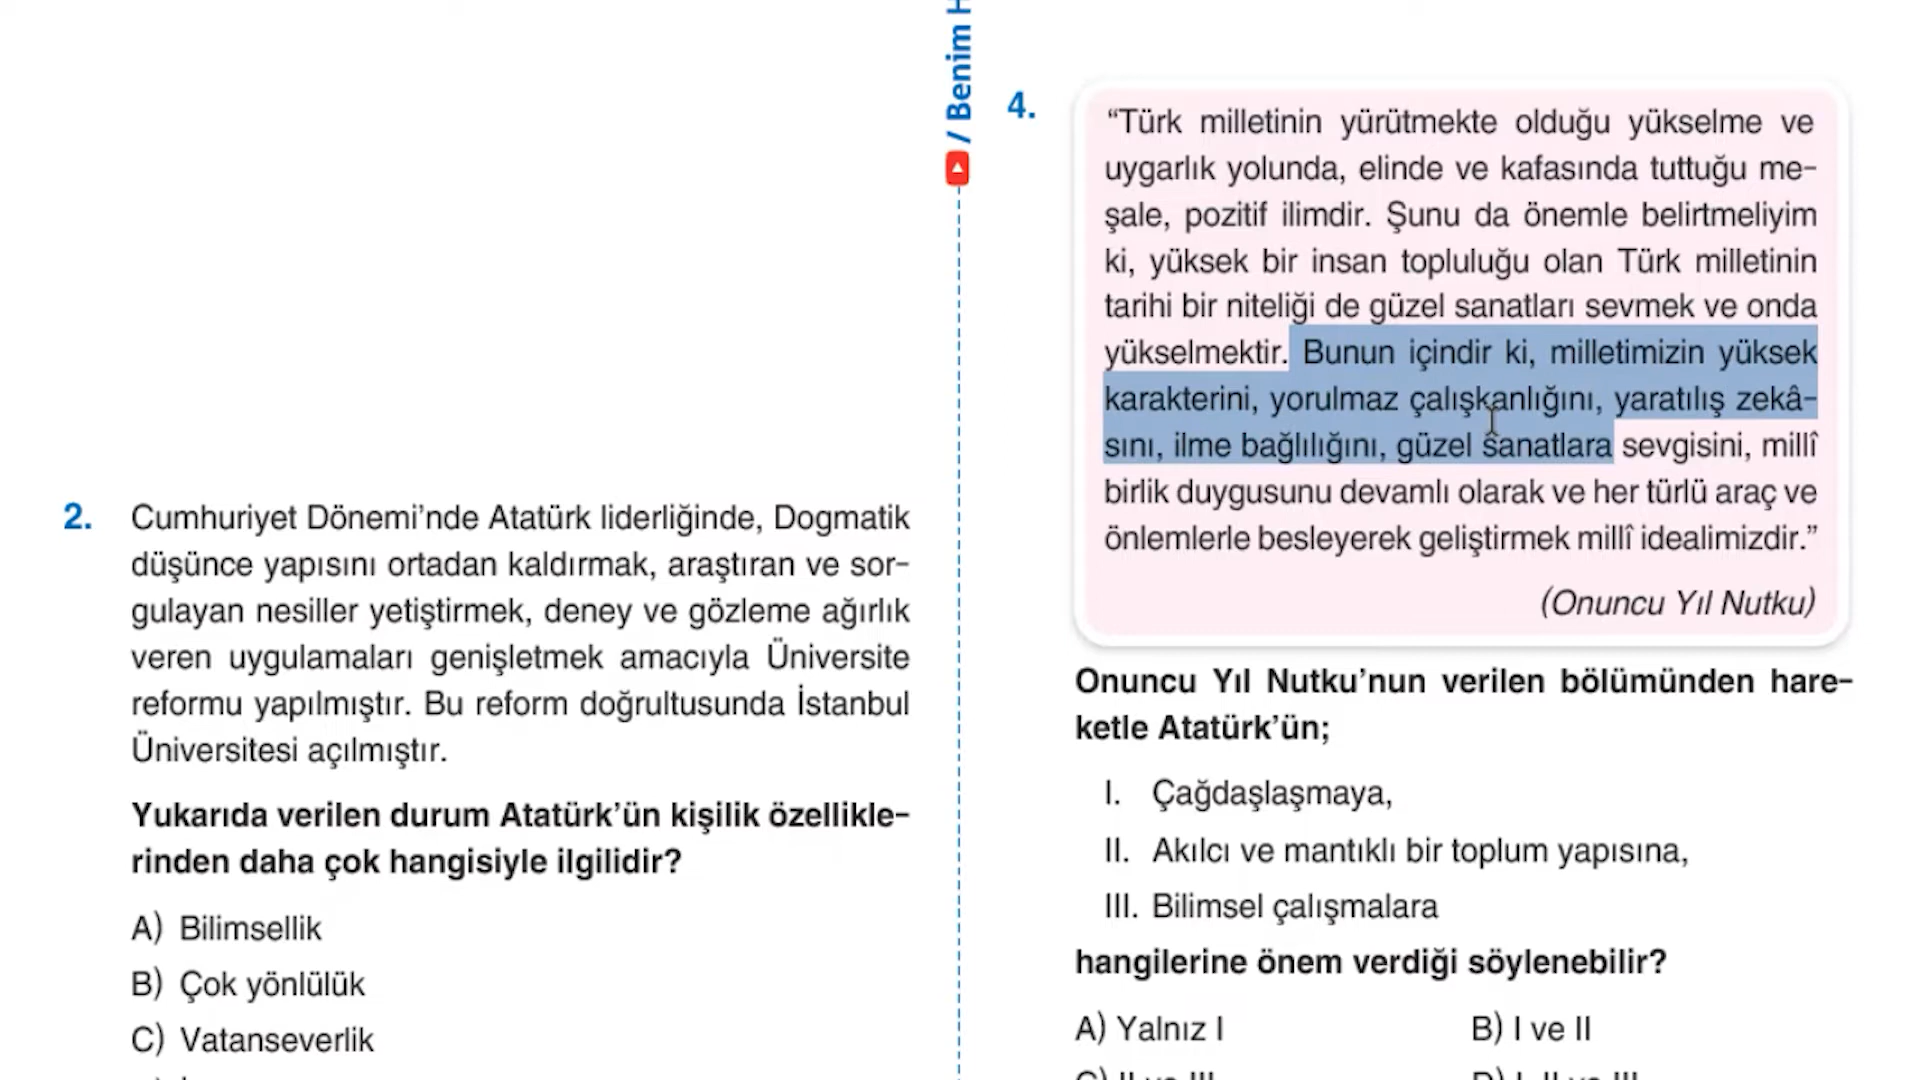 2. Cumhuriyet Dönemi’nde Atatürk liderliğinde, Dogmatik
düşünce yapısını ortadan kaldırmak, araştıran ve sor-
gulayan nesiller yetiştirmek, deney ve gözleme ağırlık
veren uygulamaları genişletmek amacıyla Üniversite
reformu yapılmıştır. Bu reform doğrultusunda İstanbul
Üniversitesi açılmıştır.
Yukarıda verilen durum Atatürk’ün kişilik özellikle-
rinden daha çok hangisiyle ilgilidir?
A) Bilimsellik
B) Çok yönlülük
C) Vatanseverlik
/ Benim H
4. “Türk milletinin yürütmekte olduğu yükselme ve
uygarlık yolunda, elinde ve kafasında tuttuğu me-
şale, pozitif ilimdir. Şunu da önemle belirtmeliyim
ki, yüksek bir insan topluluğu olan Türk milletinin
tarihi bir niteliği de güzel sanatları sevmek ve onda
yükselmektir. Bunun içindir ki, milletimizin yüksek
karakterini, yorulmaz çalışkanlığını, yaratılış zekâ-
sını, ilme bağlılığını, güzel sanatlara sevgisini, millî
birlik duygusunu devamlı olarak ve her türlü araç ve
önlemlerle besleyerek geliştirmek millî idealimizdir.”
(Onuncu Yıl Nutku)
Onuncu Yıl Nutku’nun verilen bölümünden hare-
ketle Atatürk’ün;
I. Çağdaşlaşmaya,
II. Akılcı ve mantıklı bir toplum yapısına,
III. Bilimsel çalışmalara
hangilerine önem verdiği söylenebilir?
A) Yalnız I B) I ve II
C) II ve III D) I, II ve III